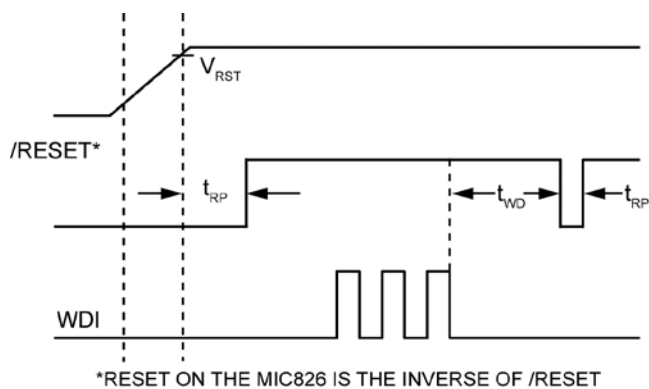 V_RST
/RESET*
t_RP
t_WD
t_RP
WDI
*RESET ON THE MIC826 IS THE INVERSE OF /RESET